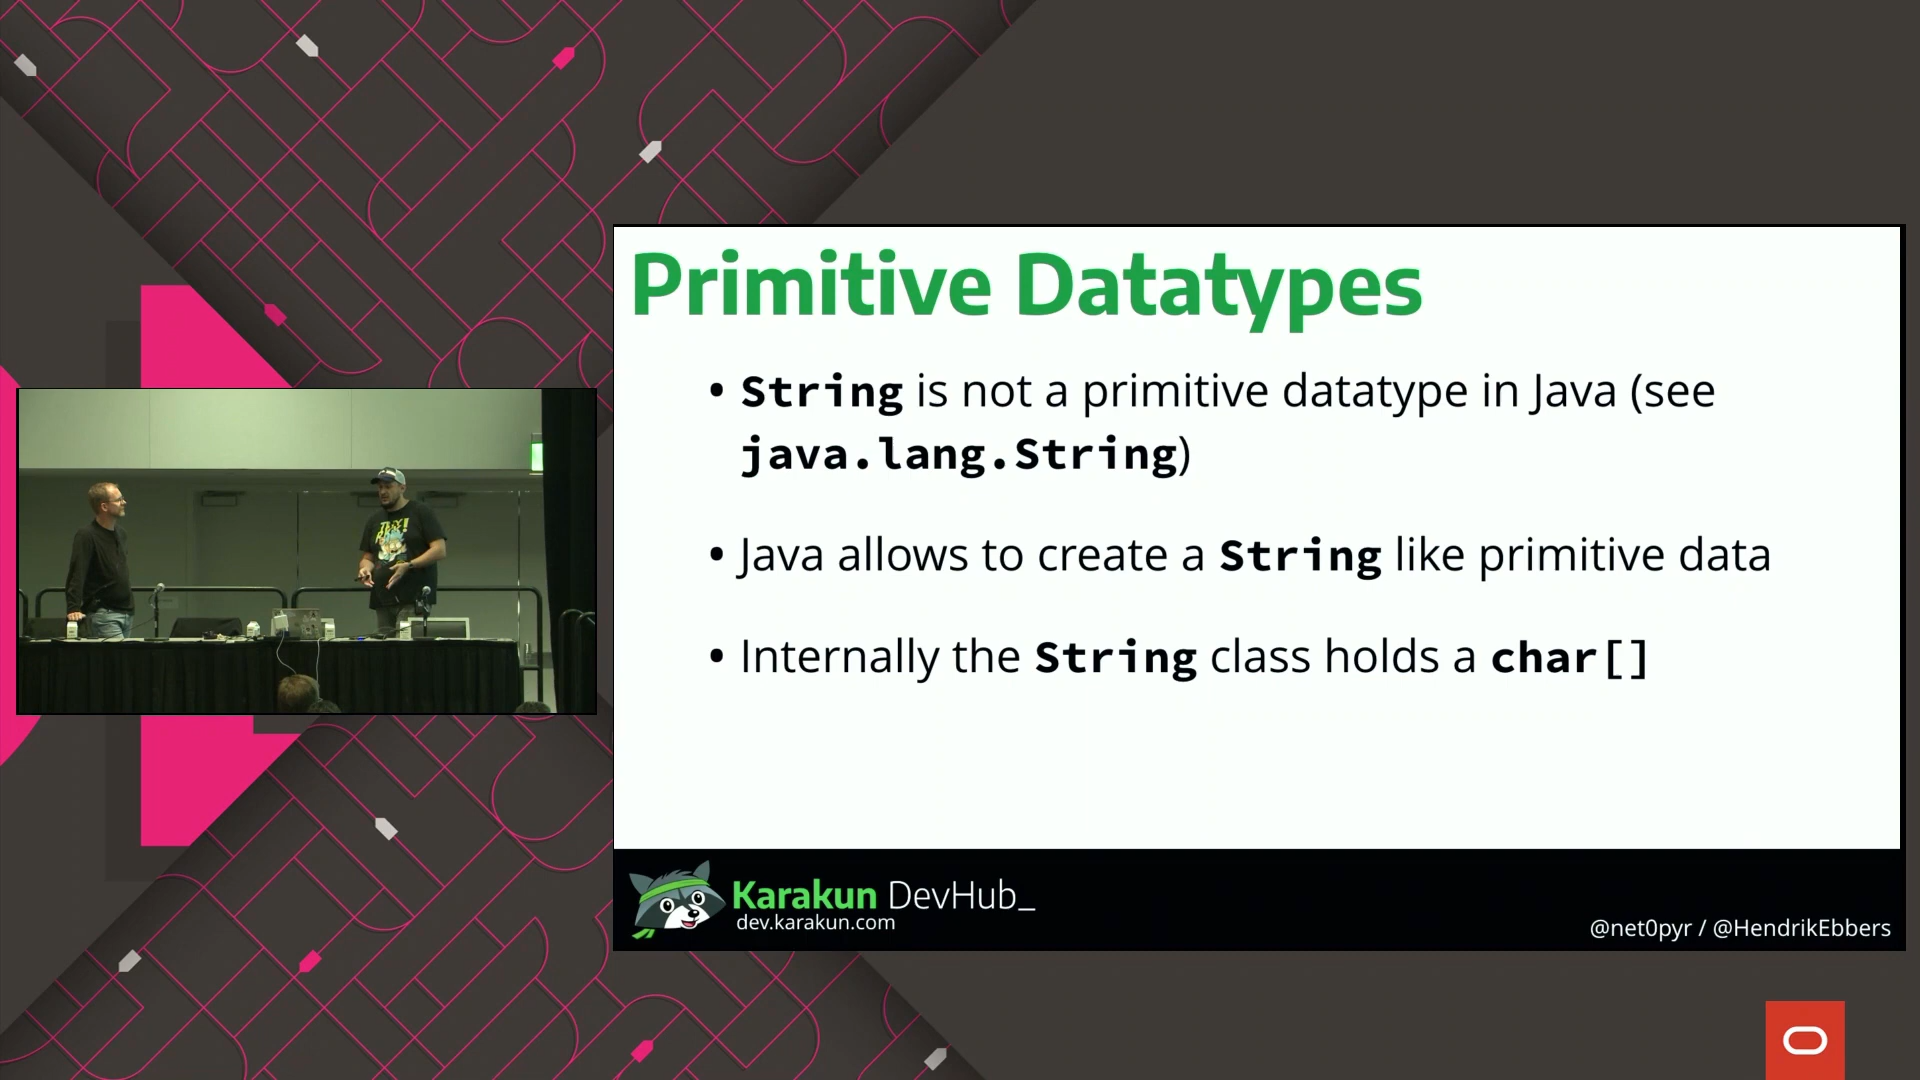 Primitive Datatypes
• String is not a primitive datatype in Java (see
java.lang.String)
• Java allows to create a String like primitive data
• Internally the String class holds a char[]
Karakun DevHub_
dev.karakun.com
@net0pyr / @HendrikEbbers